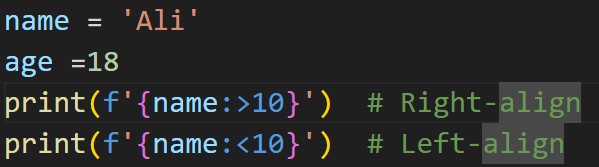 name = 'Ali'
age =18
print(f'{name:>10}')  # Right-align
print(f'{name:<10}')  # Left-align